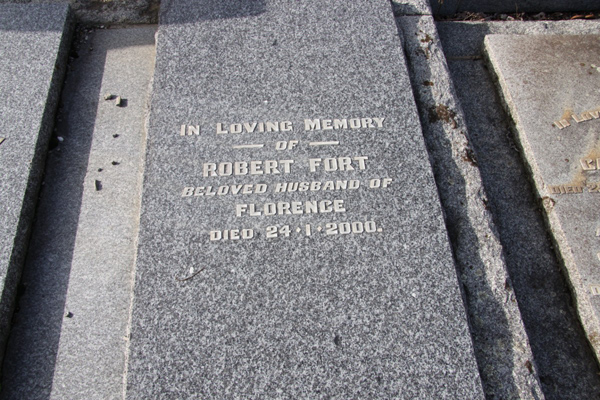 IN LOVING MEMORY
— OF —
ROBERT FORT
BELOVED HUSBAND OF
FLORENCE
DIED 24·1·2000.